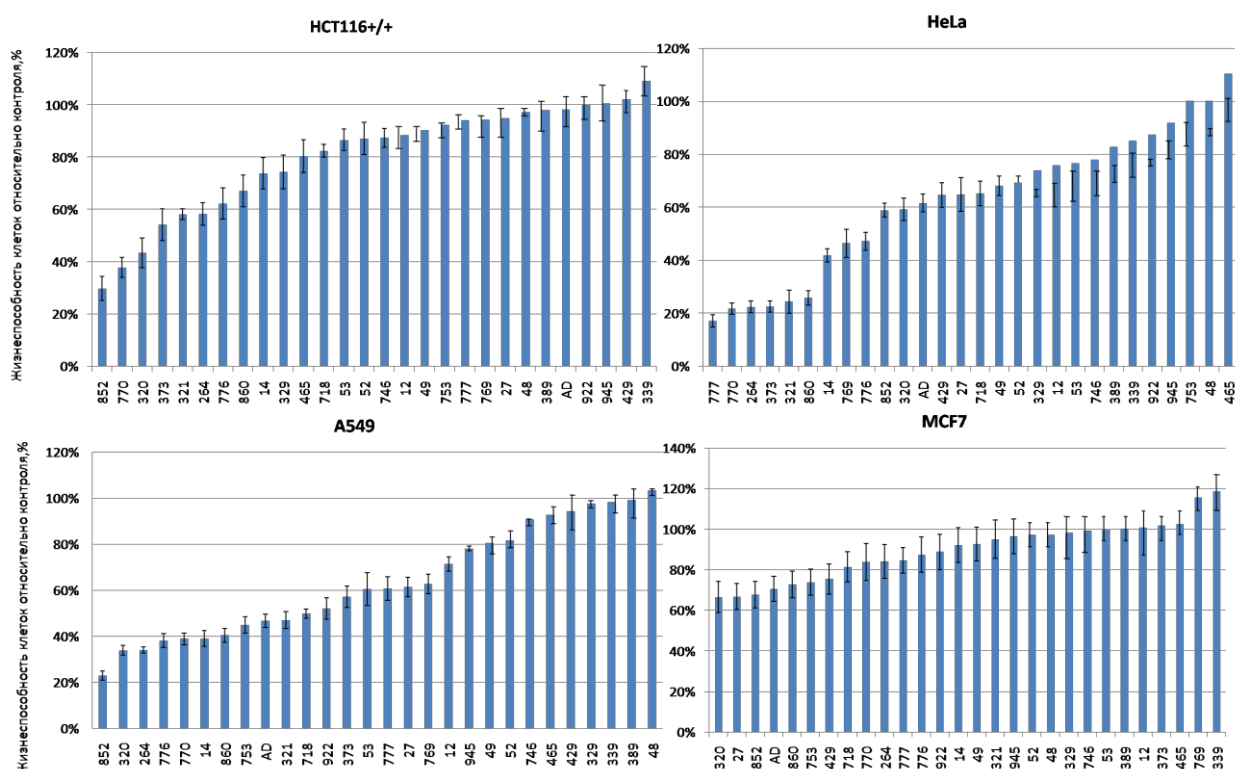 HCT116+/+
Жизнеспособность клеток относительно контроля,%
120%
100%
80%
60%
40%
20%
0%
852 770 320 373 321 264 776 860 14 329 465 718 53 52 746 12 49 753 777 769 27 48 389 AD 922 945 429 339
HeLa
120%
100%
80%
60%
40%
20%
0%
777 770 264 373 321 860 14 769 776 852 320 AD 429 27 718 49 52 329 12 53 746 389 339 922 945 753 48 465
A549
Жизнеспособность клеток относительно контроля,%
120%
100%
80%
60%
40%
20%
0%
852 320 264 776 770 14 860 753 AD 321 718 922 373 53 777 27 769 12 945 49 52 746 465 429 329 339 389 48
MCF7
140%
120%
100%
80%
60%
40%
20%
0%
320 27 852 AD 860 753 429 718 770 264 777 776 922 14 49 321 945 52 48 329 746 53 389 12 373 465 769 339